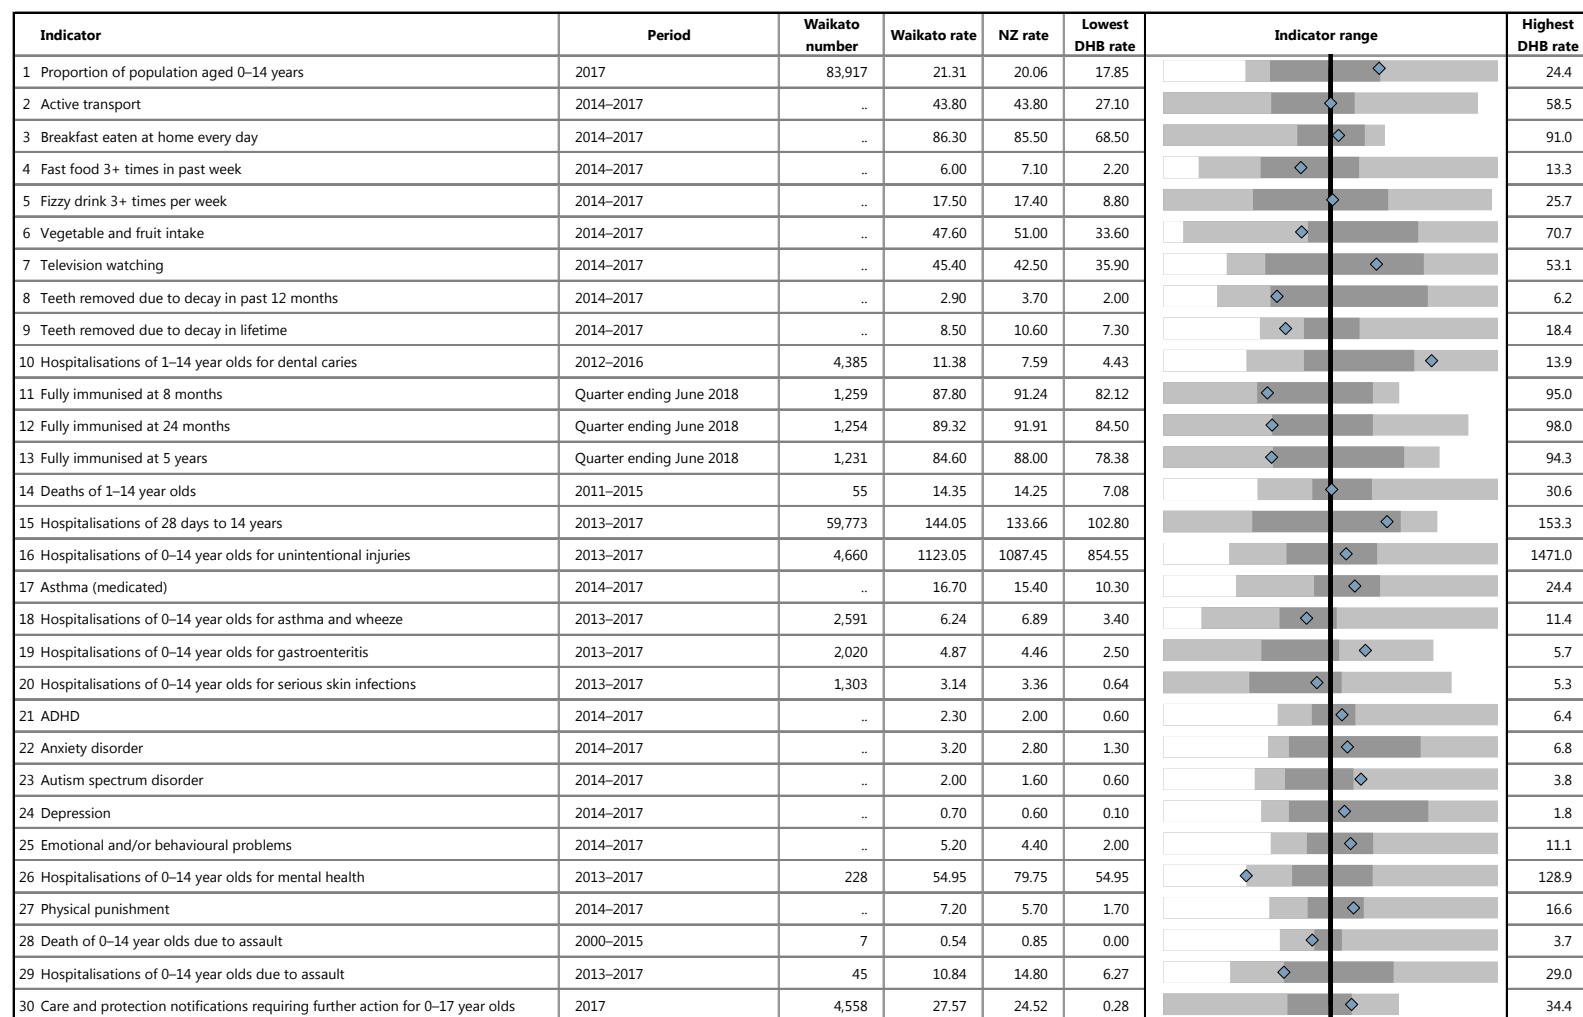 Indicator Period Waikato number Waikato rate NZ rate Lowest DHB rate Indicator range Highest DHB rate
1 Proportion of population aged 0–14 years 2017 83,917 21.31 20.06 17.85 24.4
2 Active transport 2014–2017 .. 43.80 43.80 27.10 58.5
3 Breakfast eaten at home every day 2014–2017 .. 86.30 85.50 68.50 91.0
4 Fast food 3+ times in past week 2014–2017 .. 6.00 7.10 2.20 13.3
5 Fizzy drink 3+ times per week 2014–2017 .. 17.50 17.40 8.80 25.7
6 Vegetable and fruit intake 2014–2017 .. 47.60 51.00 33.60 70.7
7 Television watching 2014–2017 .. 45.40 42.50 35.90 53.1
8 Teeth removed due to decay in past 12 months 2014–2017 .. 2.90 3.70 2.00 6.2
9 Teeth removed due to decay in lifetime 2014–2017 .. 8.50 10.60 7.30 18.4
10 Hospitalisations of 1–14 year olds for dental caries 2012–2016 4,385 11.38 7.59 4.43 13.9
11 Fully immunised at 8 months Quarter ending June 2018 1,259 87.80 91.24 82.12 95.0
12 Fully immunised at 24 months Quarter ending June 2018 1,254 89.32 91.91 84.50 98.0
13 Fully immunised at 5 years Quarter ending June 2018 1,231 84.60 88.00 78.38 94.3
14 Deaths of 1–14 year olds 2011–2015 55 14.35 14.25 7.08 30.6
15 Hospitalisations of 28 days to 14 years 2013–2017 59,773 144.05 133.66 102.80 153.3
16 Hospitalisations of 0–14 year olds for unintentional injuries 2013–2017 4,660 1123.05 1087.45 854.55 1471.0
17 Asthma (medicated) 2014–2017 .. 16.70 15.40 10.30 24.4
18 Hospitalisations of 0–14 year olds for asthma and wheeze 2013–2017 2,591 6.24 6.89 3.40 11.4
19 Hospitalisations of 0–14 year olds for gastroenteritis 2013–2017 2,020 4.87 4.46 2.50 5.7
20 Hospitalisations of 0–14 year olds for serious skin infections 2013–2017 1,303 3.14 3.36 0.64 5.3
21 ADHD 2014–2017 .. 2.30 2.00 0.60 6.4
22 Anxiety disorder 2014–2017 .. 3.20 2.80 1.30 6.8
23 Autism spectrum disorder 2014–2017 .. 2.00 1.60 0.60 3.8
24 Depression 2014–2017 .. 0.70 0.60 0.10 1.8
25 Emotional and/or behavioural problems 2014–2017 .. 5.20 4.40 2.00 11.1
26 Hospitalisations of 0–14 year olds for mental health 2013–2017 228 54.95 79.75 54.95 128.9
27 Physical punishment 2014–2017 .. 7.20 5.70 1.70 16.6
28 Death of 0–14 year olds due to assault 2000–2015 7 0.54 0.85 0.00 3.7
29 Hospitalisations of 0–14 year olds due to assault 2013–2017 45 10.84 14.80 6.27 29.0
30 Care and protection notifications requiring further action for 0–17 year olds 2017 4,558 27.57 24.52 0.28 34.4